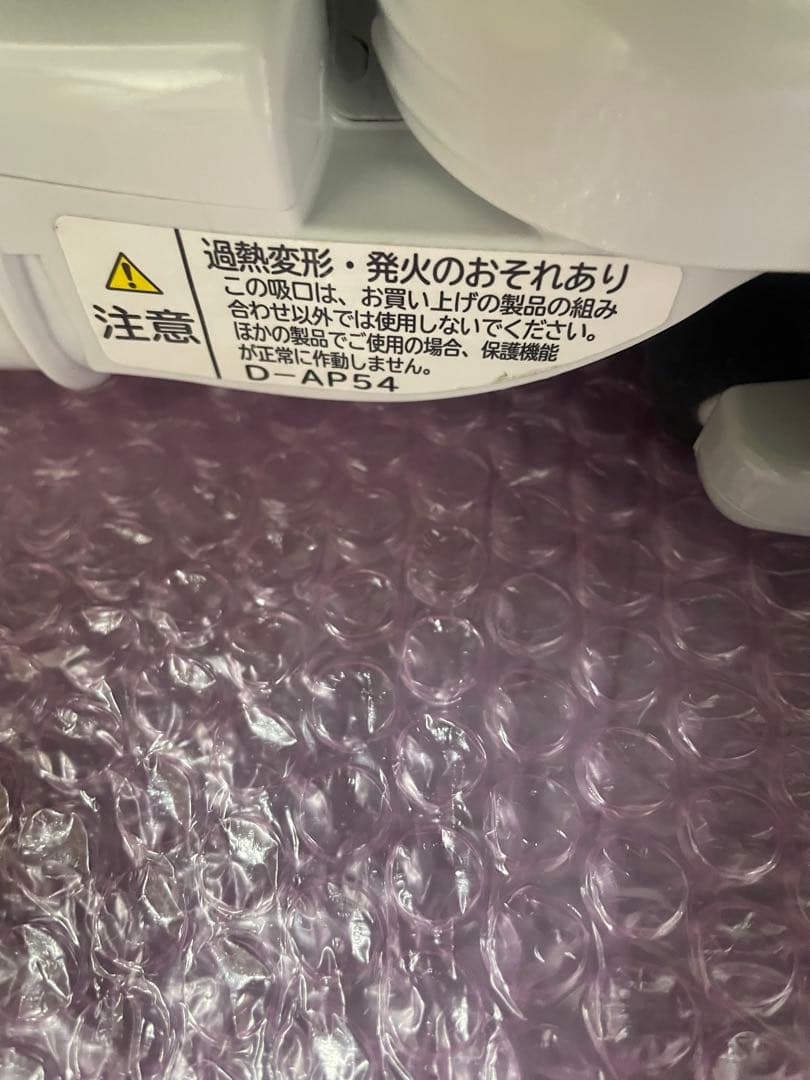 注意
過熱変形・発火のおそれあり
この吸口は、お買い上げの製品の組み
合わせ以外では使用しないでください。
ほかの製品でご使用の場合、保護機能
が正常に作動しません。
D-AP54